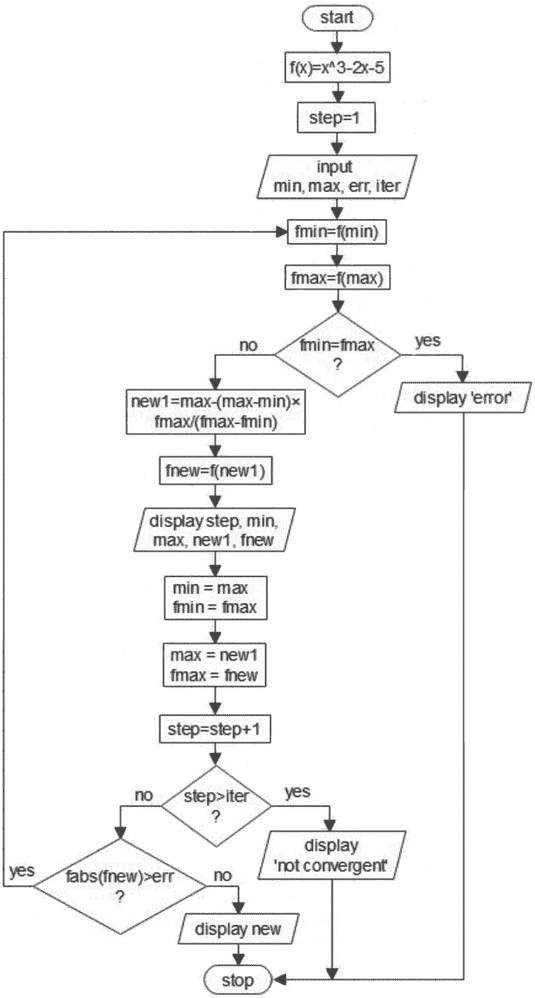 start
f(x)=x^3-2x-5
step=1
input
min, max, err, iter
fmin=f(min)
fmax=f(max)
fmin=fmax
?
no
yes
new1=max-(max-min)×
fmax/(fmax-fmin)
display 'error'
fnew=f(new1)
display step, min,
max, new1, fnew
min = max
fmin = fmax
max = new1
fmax = fnew
step=step+1
step>iter
?
no
yes
display
'not convergent'
fabs(fnew)>err
?
yes
no
display new
stop